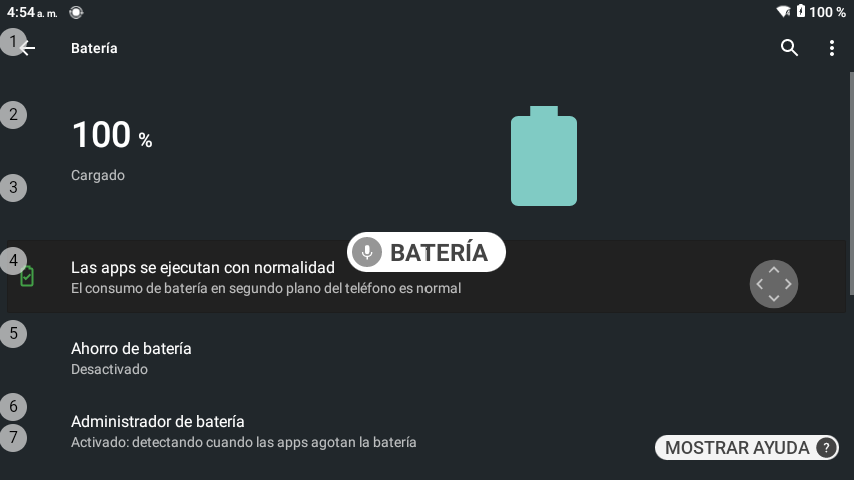 4:54 a. m.
100 %
1
Batería
2
100 %
3
Cargado
BATERÍA
4
Las apps se ejecutan con normalidad
El consumo de batería en segundo plano del teléfono es normal
5
Ahorro de batería
Desactivado
6
Administrador de batería
7
Activado: detectando cuando las apps agotan la batería
MOSTRAR AYUDA ?